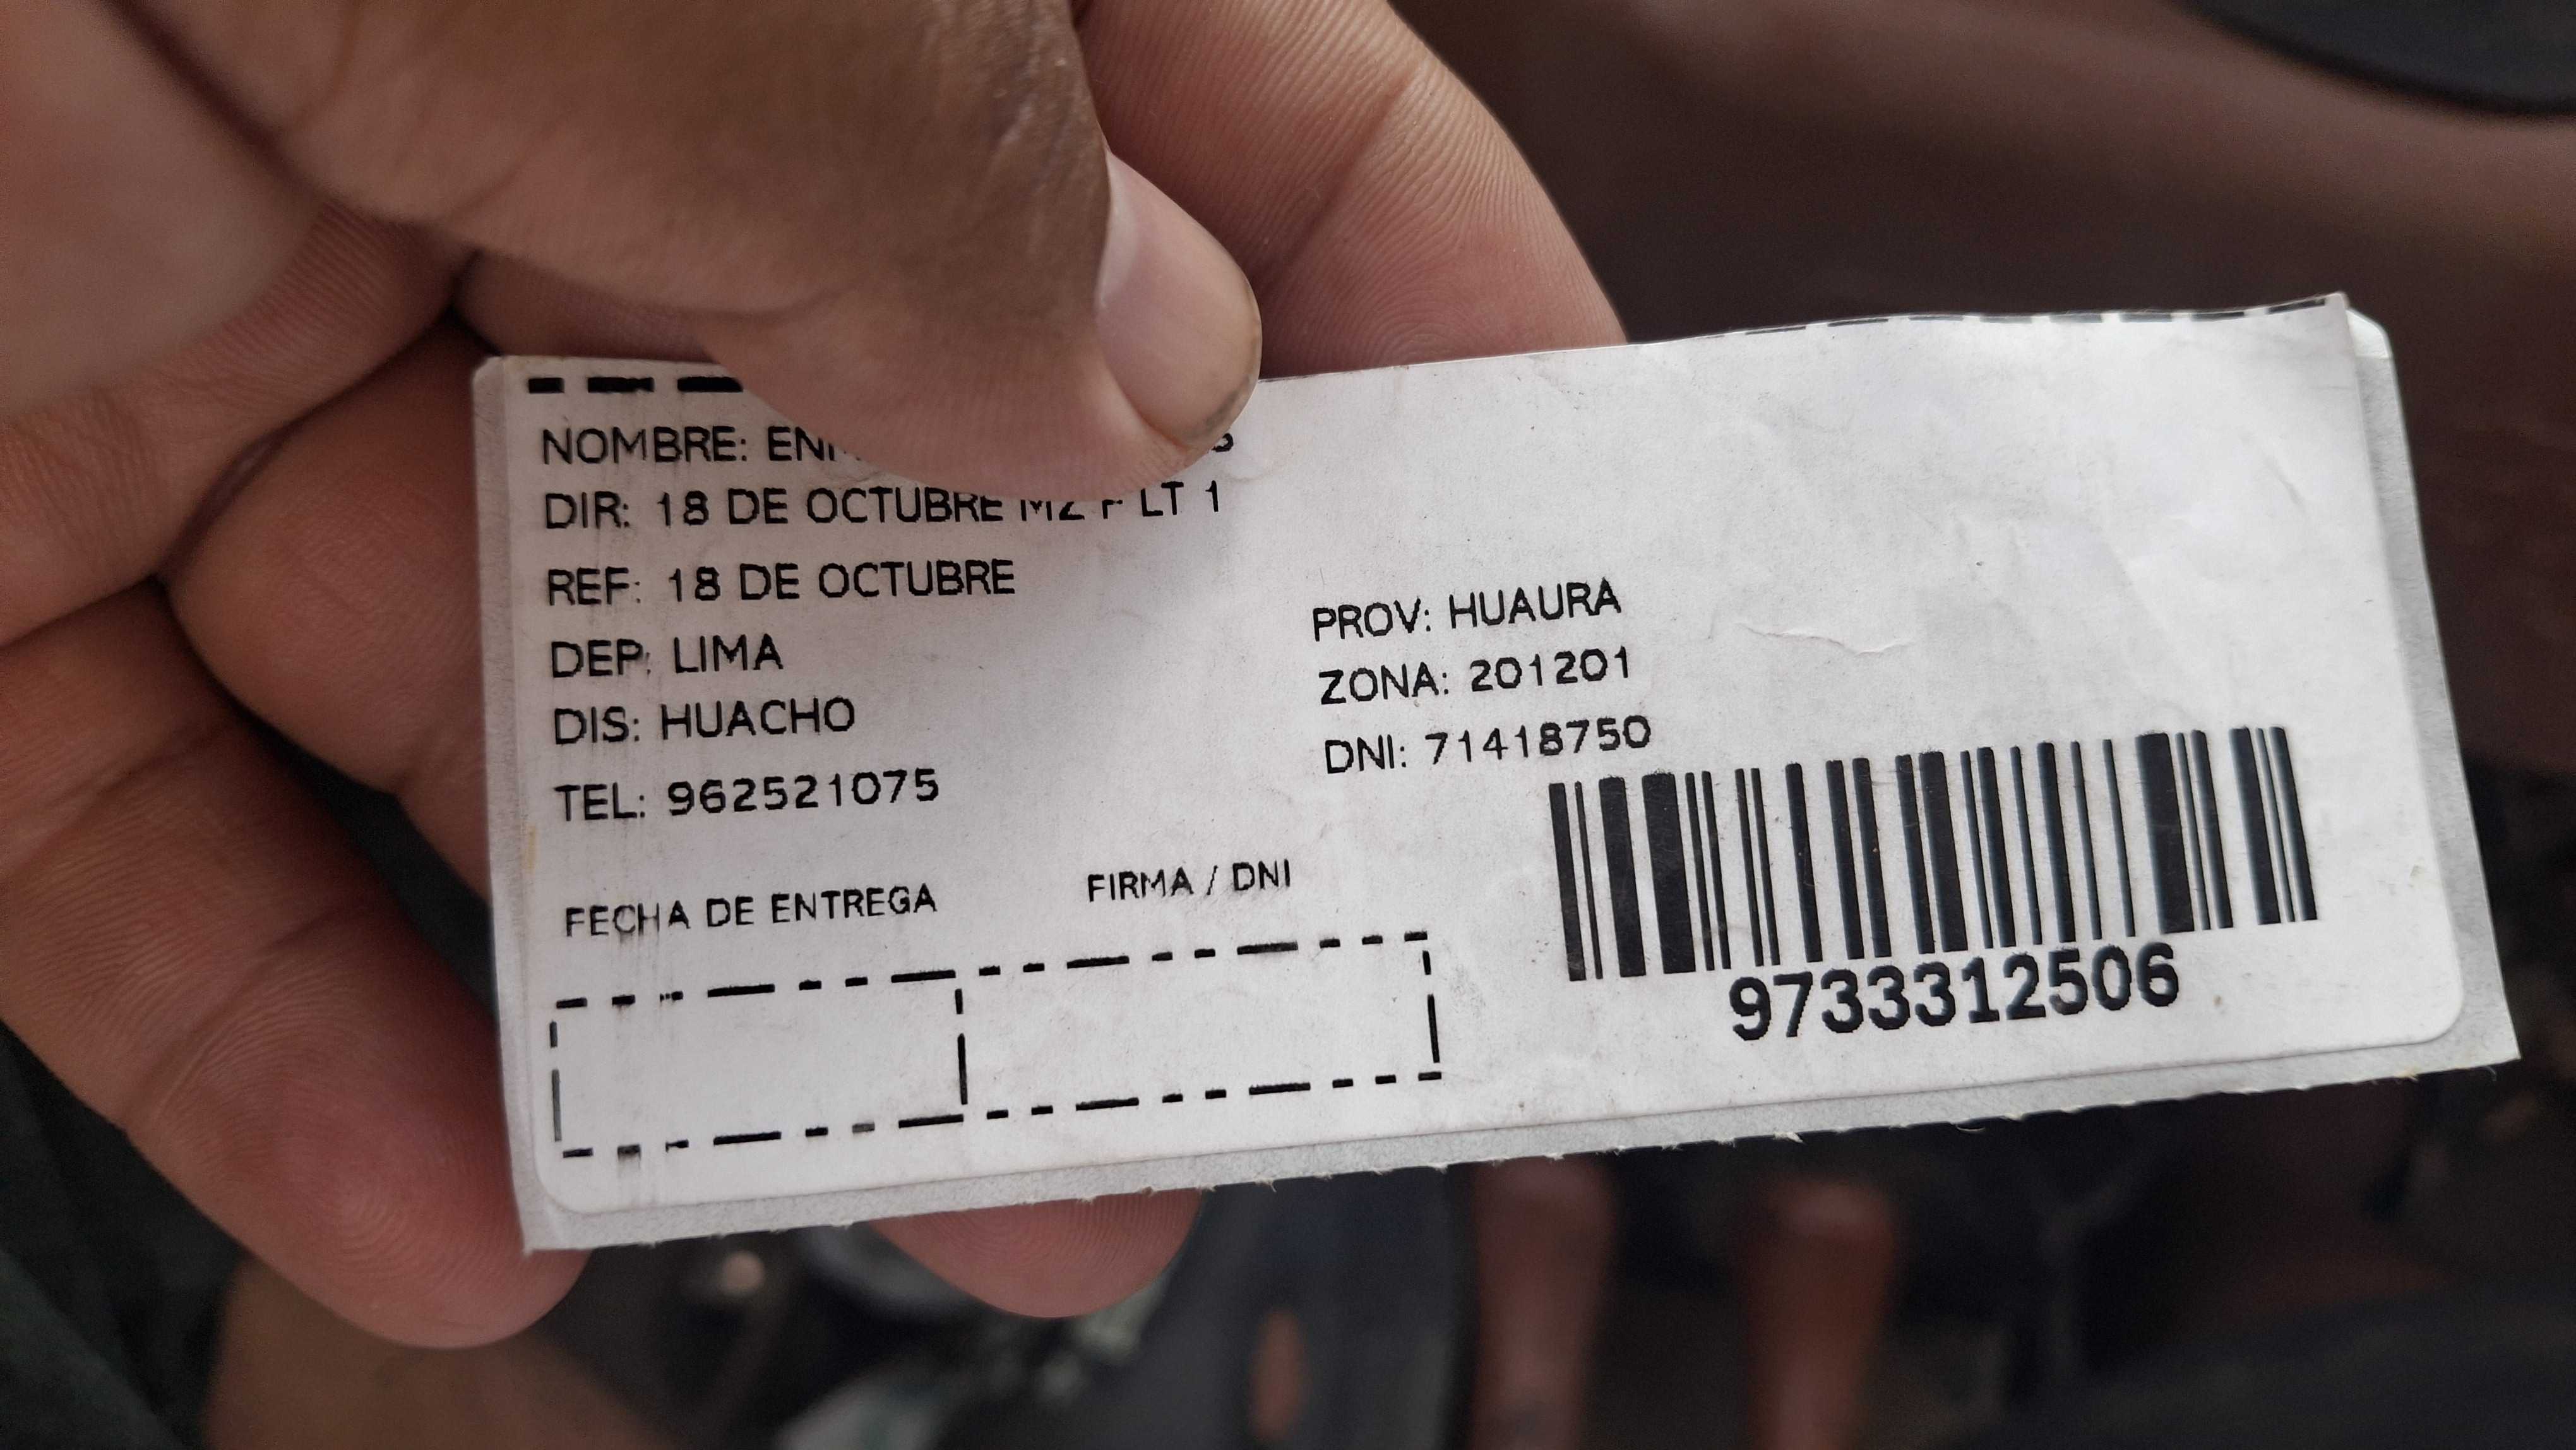 NOMBRE:
DIR: 18 DE OCTUBRE MZ LT 1
REF: 18 DE OCTUBRE
DEP: LIMA
DIS: HUACHO
TEL: 962521075
PROV: HUAURA
ZONA: 201201
DNI: 71418750
FECHA DE ENTREGA
FIRMA / DNI
9733312506